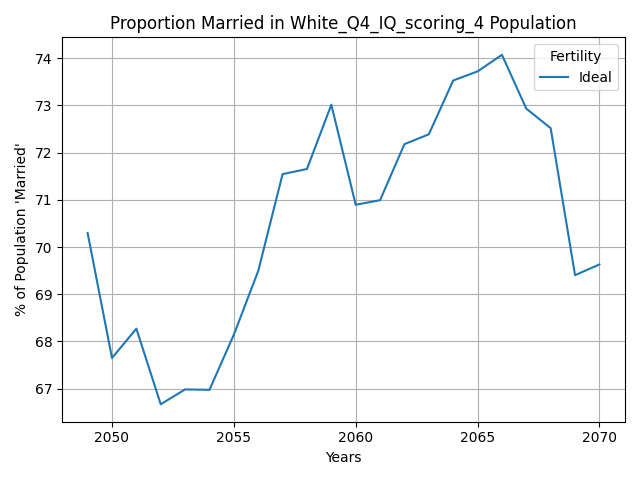 Proportion Married in White_Q4_IQ_scoring_4 Population
Fertility
Ideal
% of Population 'Married'
74
73
72
71
70
69
68
67
2050 2055 2060 2065 2070
Years